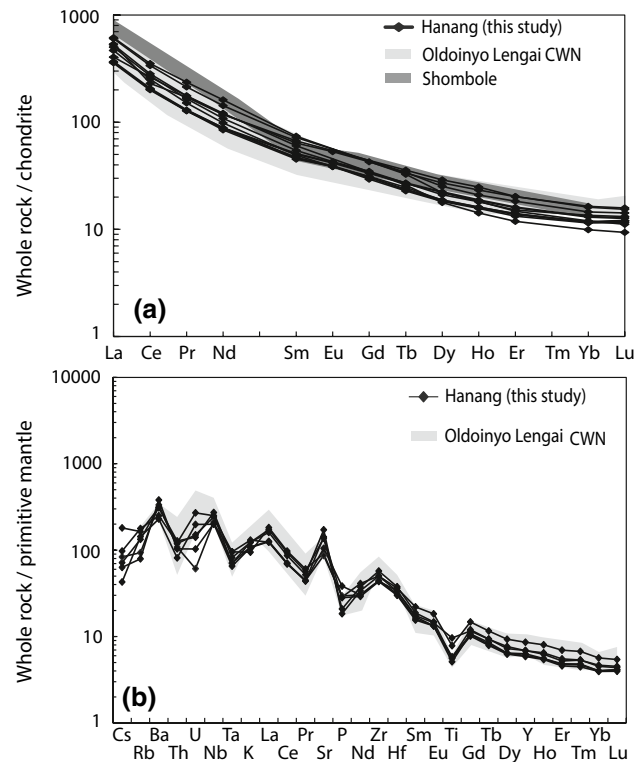 1000
100
10
1
Whole rock / chondrite
Hanang (this study)
Oldoinyo Lengai CWN
Shombole
(a)
La Ce Pr Nd Sm Eu Gd Tb Dy Ho Er Tm Yb Lu
10000
1000
100
10
1
Whole rock / primitive mantle
Hanang (this study)
Oldoinyo Lengai CWN
(b)
Cs Ba U Ta La Pr P Zr Sm Ti Tb Y Er Yb
Rb Th Nb K Ce Sr Nd Hf Eu Gd Dy Ho Tm Lu